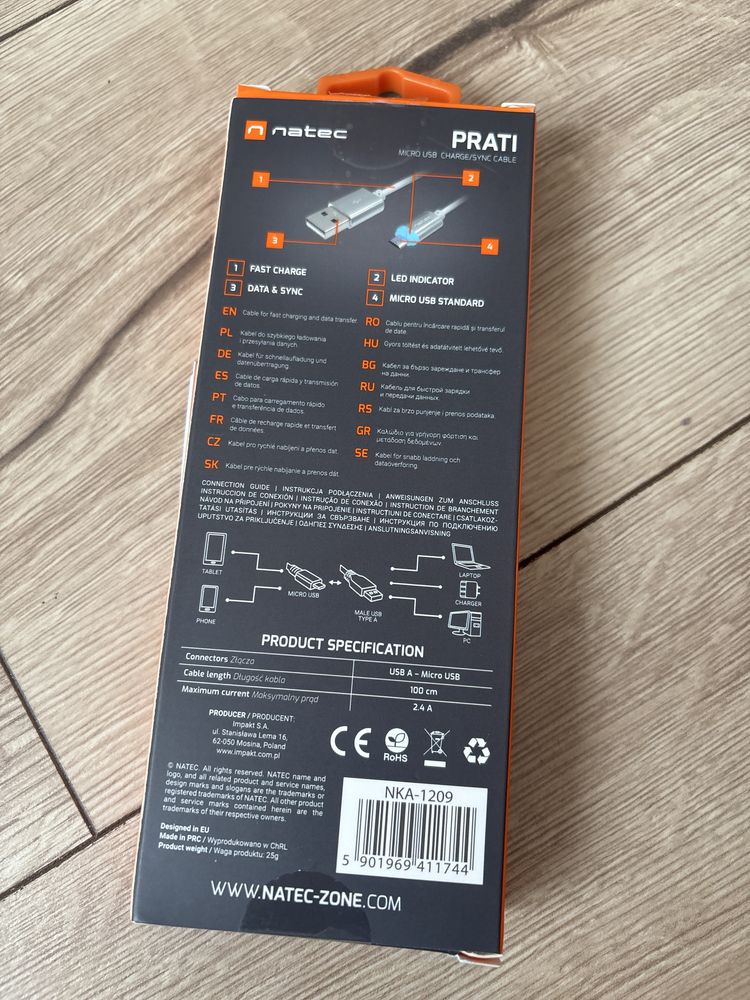 natec
PRATI
MICRO USB CHARGE/SYNC CABLE
1
2
3
4
1 FAST CHARGE
2 LED INDICATOR
3 DATA & SYNC
4 MICRO USB STANDARD
EN Cable for fast charging and data transfer.
PL Kabel do szybkiego ładowania
i przesyłania danych.
DE Kabel für schnellaufladung und
datenübertragung.
ES Cable de carga rápida y transmisión
de datos.
PT Cabo para carregamento rápido
e transferência de dados.
FR Câble de recharge rapide et transfert
de données.
CZ Kabel pro rychlé nabíjení a přenos dat.
SK Kábel pre rýchle nabíjanie a prenos dát.
RO Cablu pentru încărcare rapidă și transferul
de date
HU Gyors töltést és adatátvitelt lehetővé tevő.
BG Кабел за бързо зареждане и трансфер
на данни.
RU Кабель для быстрой зарядки
и передачи данных.
RS Kabl za brzo punjenje i prenos podataka.
GR Καλώδιο για γρήγορη φόρτιση και
μετάδοση δεδομένων.
SE Kabel for snabb laddning och
dataoverforing.
CONNECTION GUIDE | INSTRUKCJA PODŁĄCZENIA | ANWEISUNGEN ZUM ANSCHLUSS
INSTRUCCION DE CONEXIÓN | INSTRUÇÃO DE CONEXÃO | INSTRUCTION DE BRANCHEMENT
NÁVOD NA PŘIPOJENÍ | POKYNY NA PRIPOJENIE | INSTRUCȚIUNI DE CONECTARE | CSATLAKOZ-
TATÁSI UTASÍTÁS | ИНСТРУКЦИИ ЗА СВЪРЗВАНЕ | ИНСТРУКЦИЯ ПО ПОДКЛЮЧЕНИЮ
UPUTSTVO ZA PRIKLJUČENJE | ΟΔΗΓΙΕΣ ΣΥΝΔΕΣΗΣ | ANSLUTNINGSANVISNING
TABLET
PHONE
MICRO USB
MALE USB
TYPE A
LAPTOP
CHARGER
PC
PRODUCT SPECIFICATION
Connectors Złącza USB A – Micro USB
Cable length Długość kabla 100 cm
Maximum current Maksymalny prąd 2.4 A
PRODUCER / PRODUCENT:
Impakt S.A.
ul. Stanisława Lema 16,
62-050 Mosina, Poland
www.impakt.com.pl
CE
RoHS
© NATEC. All rights reserved. NATEC name and
logo, and all related product and service names,
design marks and slogans are the trademarks or
registered trademarks of NATEC. All other product
and service marks contained herein are the
trademarks of their respective owners.
Designed in EU
Made in PRC / Wyprodukowano w ChRL
Product weight / Waga produktu: 25g
NKA-1209
5 901969 411744
WWW.NATEC-ZONE.COM